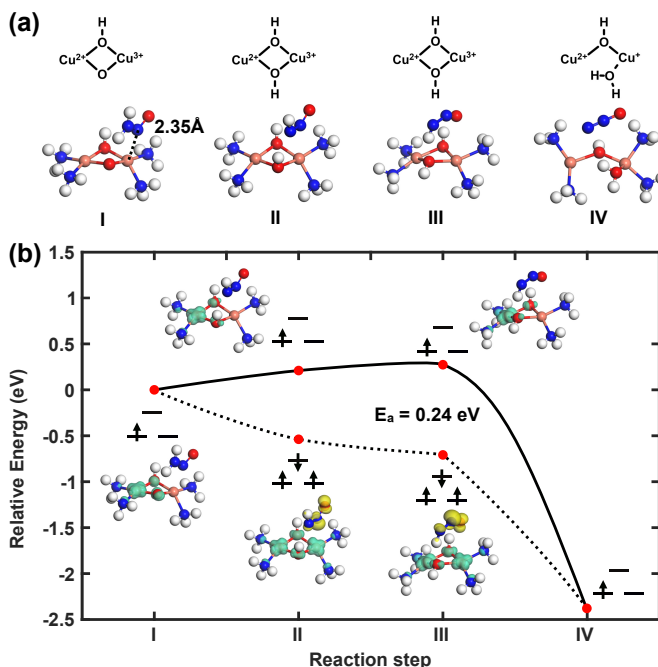 (a)
H
O
Cu2+ Cu3+
O
H
O
Cu2+ Cu3+
O
H
H
O
Cu2+ Cu3+
O
H
H
O
Cu2+ Cu+
H-O
H
2.35Å
I II III IV
(b)
Relative Energy (eV)
1.5
1
0.5
0
-0.5
-1
-1.5
-2
-2.5
Ea = 0.24 eV
I II III IV
Reaction step